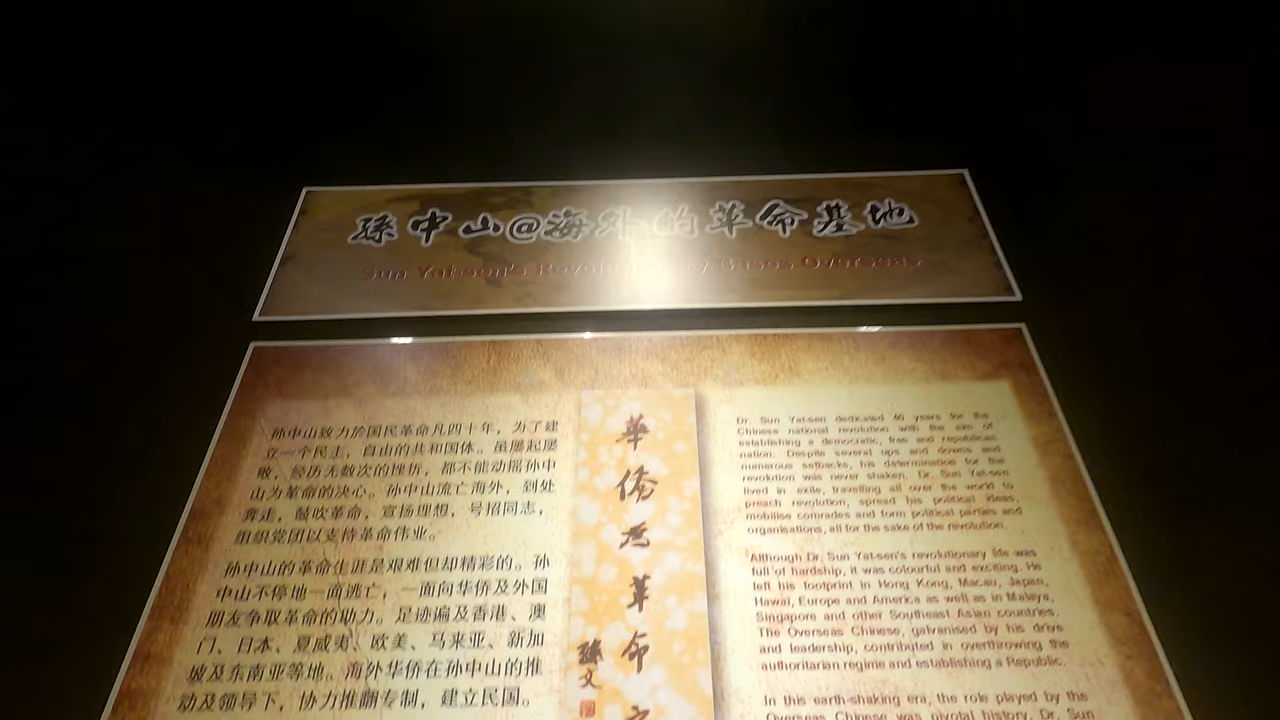 孫中山@海外的革命基地
Sun Yat-sen's Revolutionary Bases Overseas
孙中山致力於国民革命凡四十年，为了建
立一个民主，自由的共和国体。虽屡起屡
败，经历无数次的挫折，都不能动摇孙中
山为革命的决心。孙中山流亡海外，到处
奔走，鼓吹革命，宣扬理想，号招同志，
组织党团以支持革命伟业。
孙中山的革命生涯是艰难但却精彩的。孙
中山不停地一面逃亡，一面向华侨及外国
朋友争取革命的助力。足迹遍及香港、澳
门、日本、夏威夷、欧美、马来亚、新加
坡及东南亚等地。海外华侨在孙中山的推
动及领导下，协力推翻专制，建立民国。
華僑為革命
孫文
Dr. Sun Yat-sen dedicated 40 years for the
Chinese national revolution with the aim of
establishing a democratic, free and republican
nation. Despite several ups and downs and
numerous setbacks, his determination for the
revolution was never shaken. Dr. Sun Yat-sen
lived in exile, travelling all over the world to
preach revolution, spread his political ideas,
mobilise comrades and form political parties and
organisations, all for the sake of the revolution.
Although Dr. Sun Yat-sen's revolutionary life was
full of hardship, it was colourful and exciting. He
left his footprint in Hong Kong, Macau, Japan,
Hawai, Europe and America as well as in Malaya,
Singapore and other Southeast Asian countries.
The Overseas Chinese, galvanised by his drive
and leadership, contributed in overthrowing the
authoritarian regime and establishing a Republic.
In this earth-shaking era, the role played by the
Overseas Chinese was pivotal history. Dr. Sun